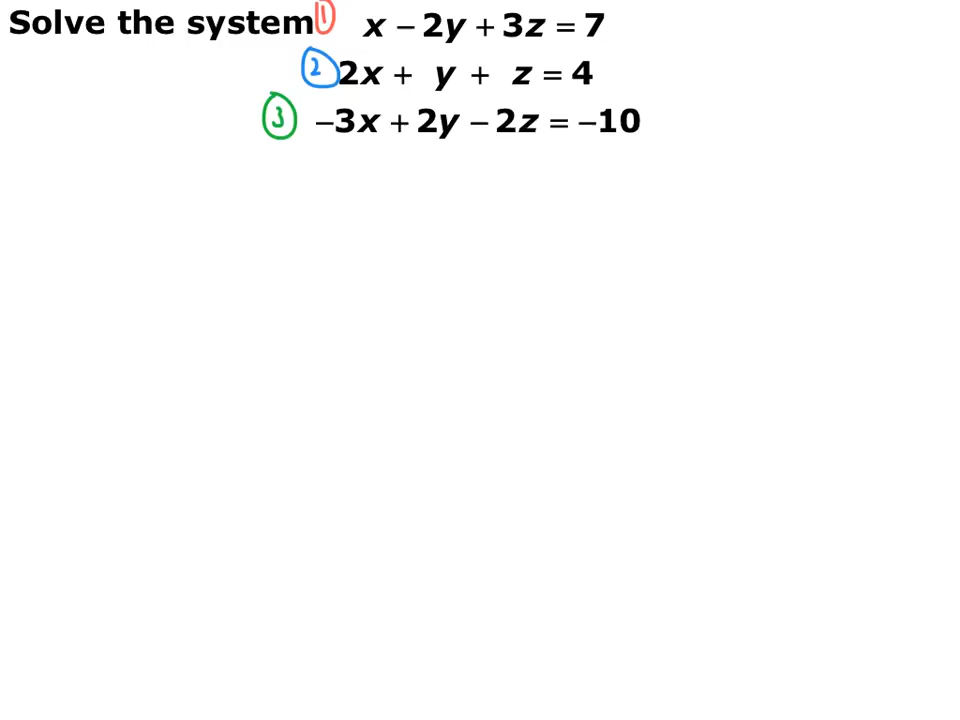 Solve the system ① x − 2y + 3z = 7
② 2x + y + z = 4
③ −3x + 2y − 2z = −10